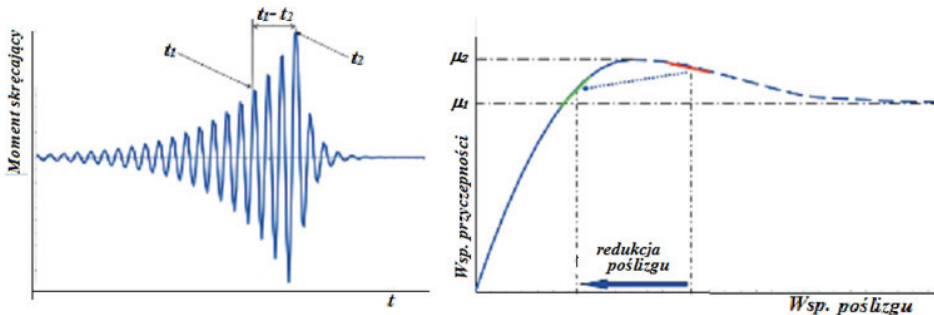 t₁- t₂
t₁
t₂
Moment skręcający
t
μ₂
μ₁
Wsp. przyczepności
redukcja
poślizgu
Wsp. poślizgu